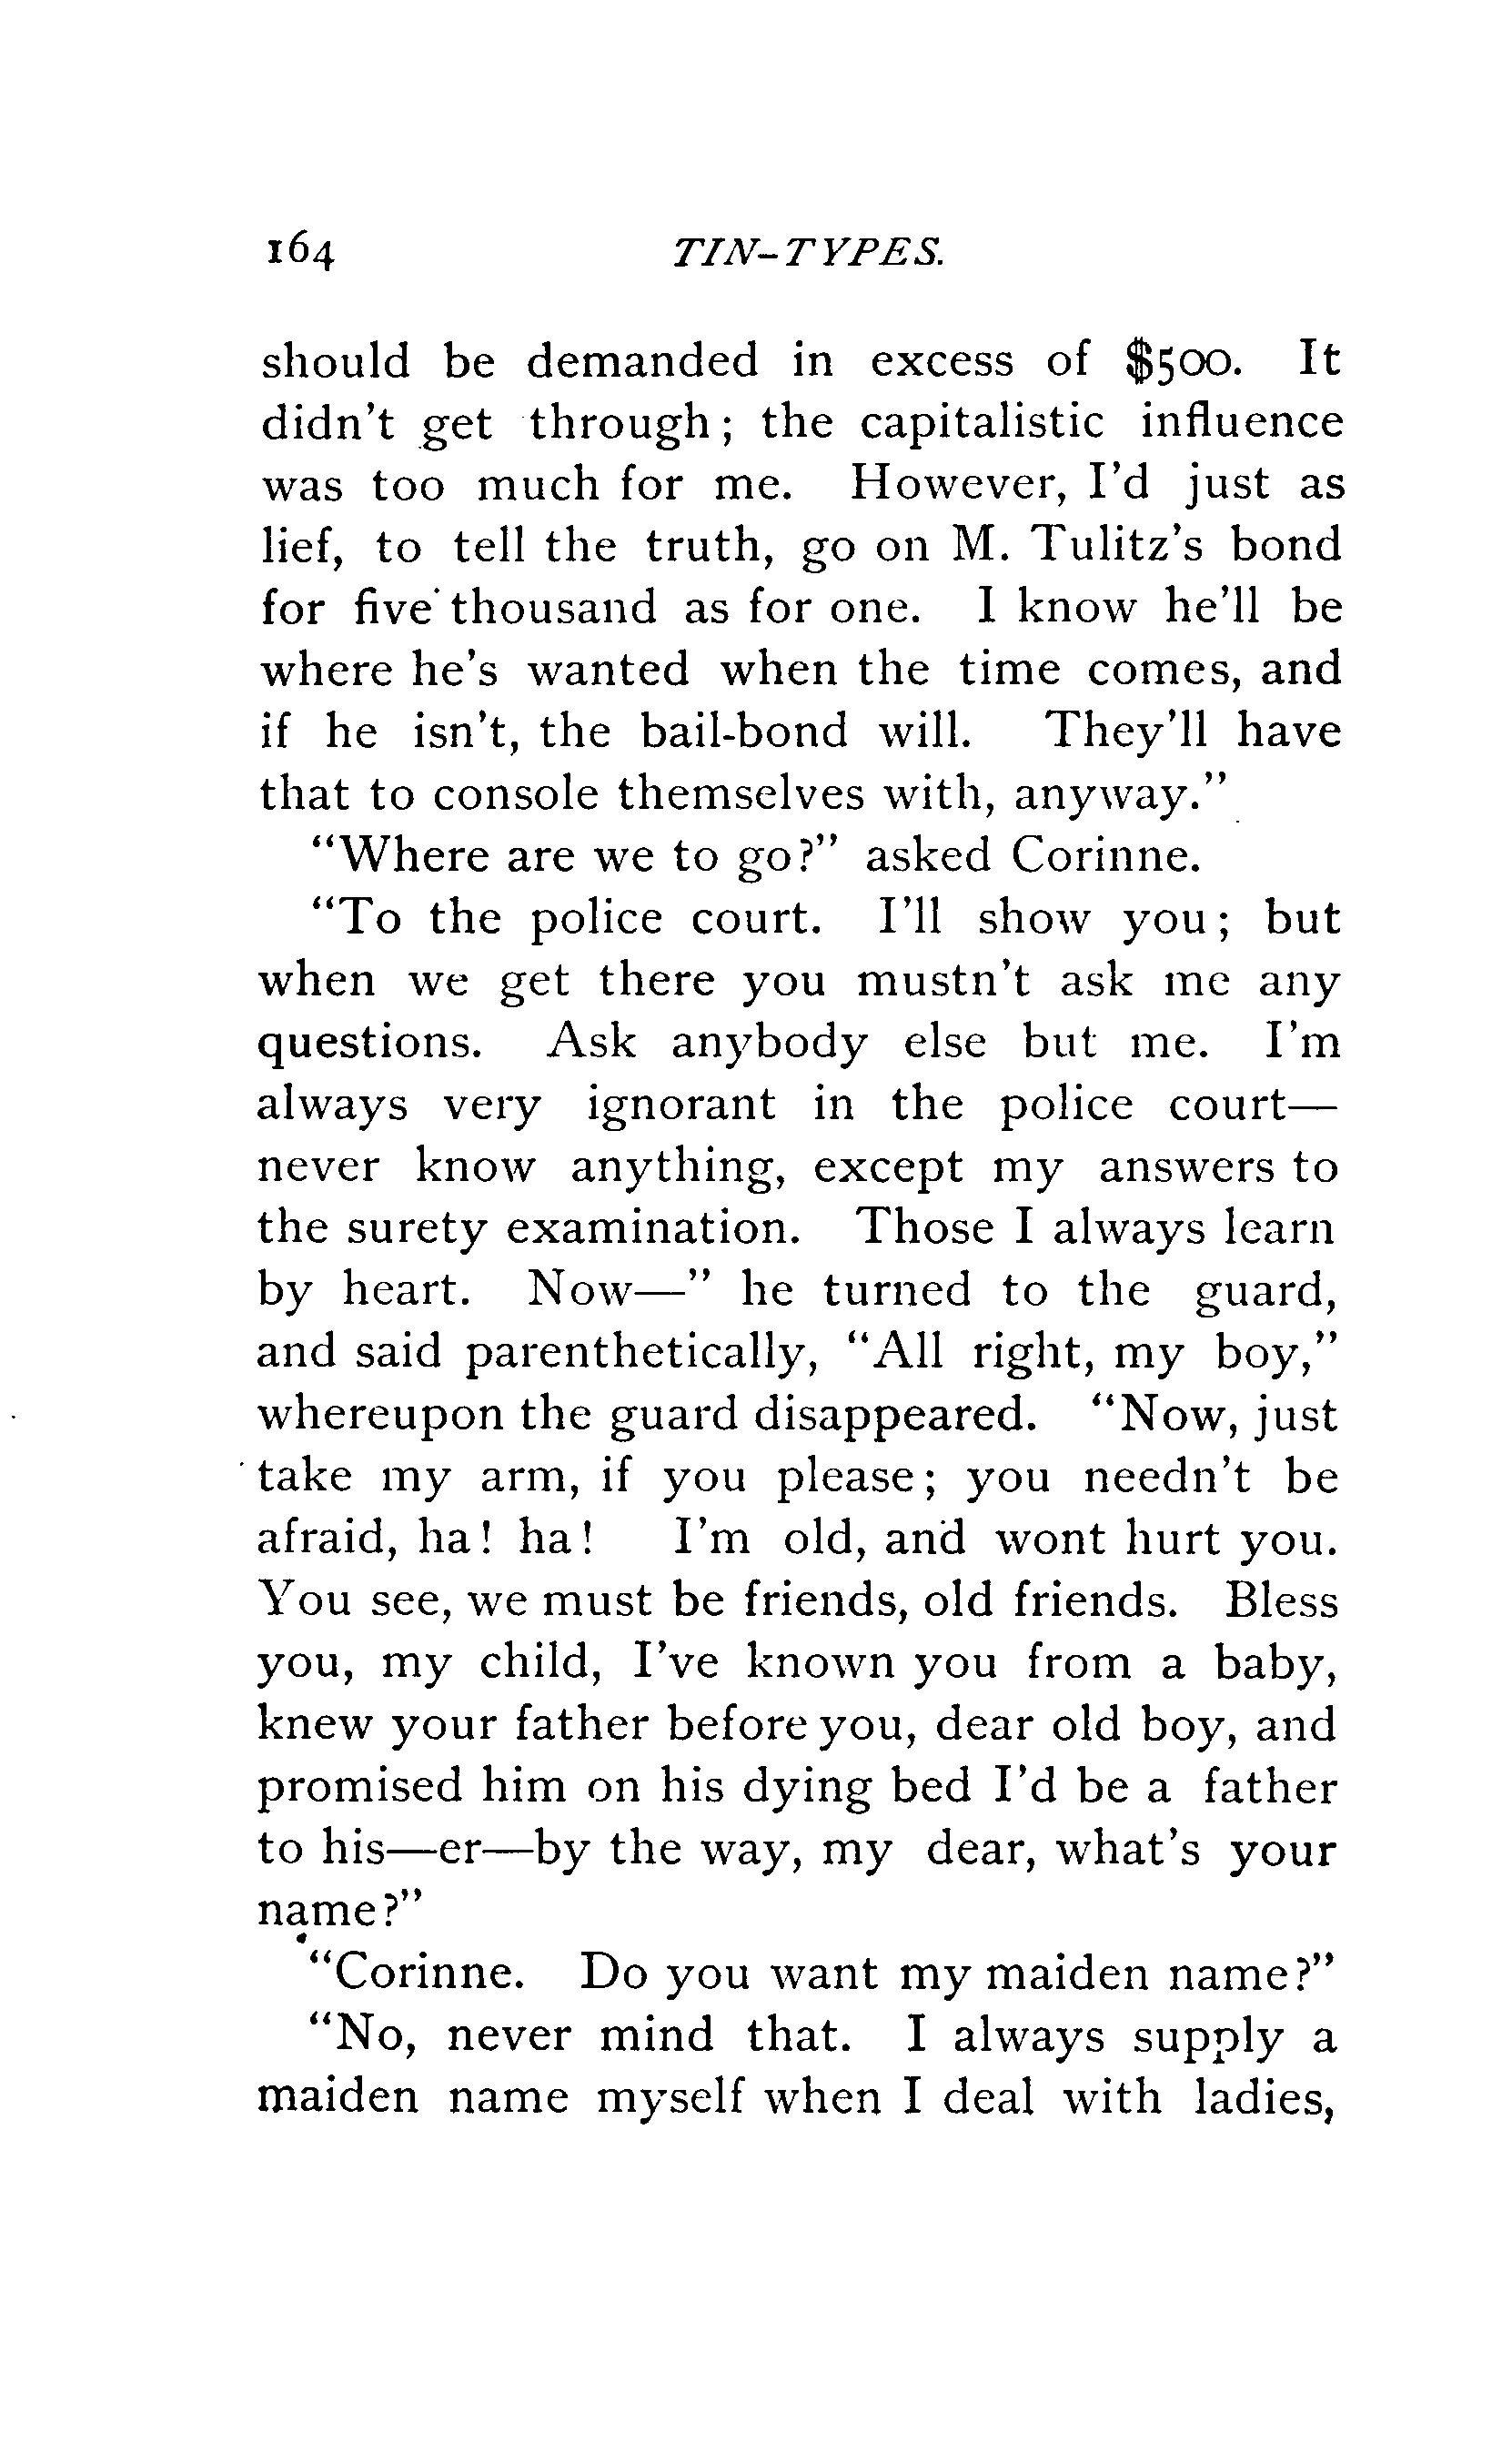 164 TIN-TYPES.
should be demanded in excess of $500. It
didn't get through; the capitalistic influence
was too much for me. However, I'd just as
lief, to tell the truth, go on M. Tulitz's bond
for five thousand as for one. I know he'll be
where he's wanted when the time comes, and
if he isn't, the bail-bond will. They'll have
that to console themselves with, anyway."
"Where are we to go?" asked Corinne.
"To the police court. I'll show you; but
when we get there you mustn't ask me any
questions. Ask anybody else but me. I'm
always very ignorant in the police court—
never know anything, except my answers to
the surety examination. Those I always learn
by heart. Now—" he turned to the guard,
and said parenthetically, "All right, my boy,"
whereupon the guard disappeared. "Now, just
take my arm, if you please; you needn't be
afraid, ha! ha! I'm old, and wont hurt you.
You see, we must be friends, old friends. Bless
you, my child, I've known you from a baby,
knew your father before you, dear old boy, and
promised him on his dying bed I'd be a father
to his—er—by the way, my dear, what's your
name?"
"Corinne. Do you want my maiden name?"
"No, never mind that. I always supply a
maiden name myself when I deal with ladies,